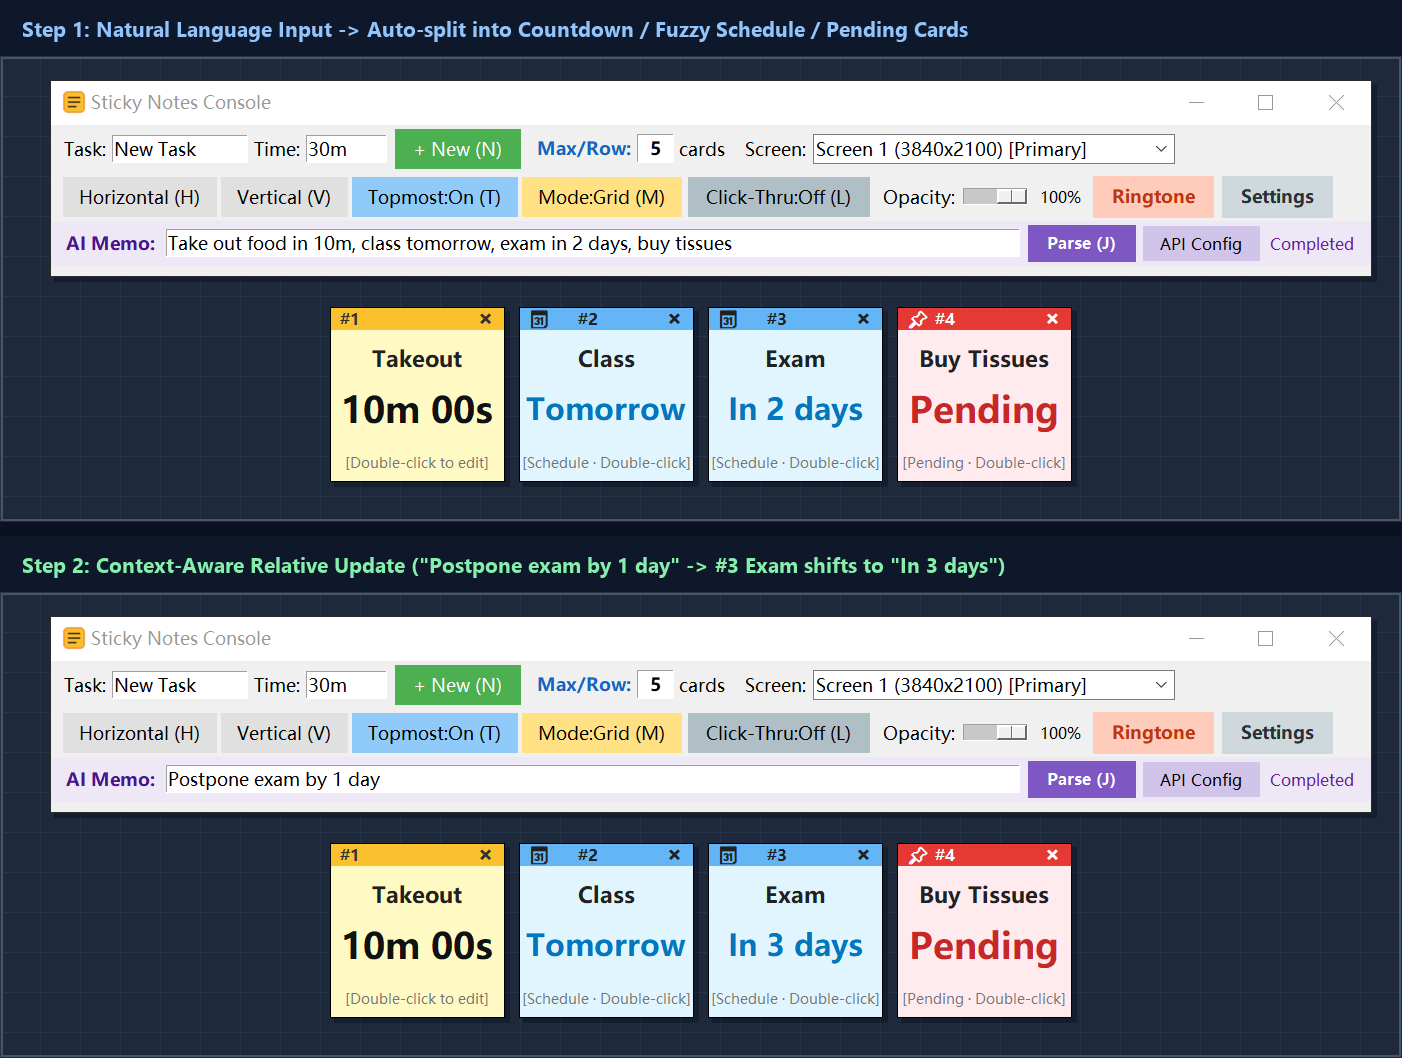 Step 1: Natural Language Input -> Auto-split into Countdown / Fuzzy Schedule / Pending Cards
Sticky Notes Console
Task: New Task Time: 30m + New (N) Max/Row: 5 cards Screen: Screen 1 (3840x2100) [Primary]
Horizontal (H) Vertical (V) Topmost:On (T) Mode:Grid (M) Click-Thru:Off (L) Opacity: 100% Ringtone Settings
AI Memo: Take out food in 10m, class tomorrow, exam in 2 days, buy tissues Parse (J) API Config Completed
#1
Takeout
10m 00s
[Double-click to edit]
31 #2
Class
Tomorrow
[Schedule · Double-click]
31 #3
Exam
In 2 days
[Schedule · Double-click]
#4
Buy Tissues
Pending
[Pending · Double-click]
Step 2: Context-Aware Relative Update ("Postpone exam by 1 day" -> #3 Exam shifts to "In 3 days")
Sticky Notes Console
Task: New Task Time: 30m + New (N) Max/Row: 5 cards Screen: Screen 1 (3840x2100) [Primary]
Horizontal (H) Vertical (V) Topmost:On (T) Mode:Grid (M) Click-Thru:Off (L) Opacity: 100% Ringtone Settings
AI Memo: Postpone exam by 1 day Parse (J) API Config Completed
#1
Takeout
10m 00s
[Double-click to edit]
31 #2
Class
Tomorrow
[Schedule · Double-click]
31 #3
Exam
In 3 days
[Schedule · Double-click]
#4
Buy Tissues
Pending
[Pending · Double-click]